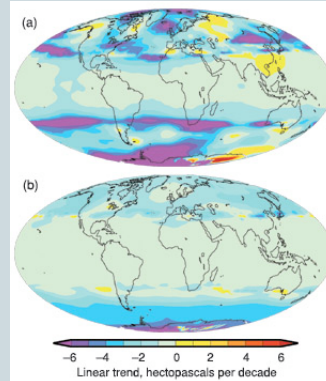 (a)
(b)
−6 −4 −2 0 2 4 6
Linear trend, hectopascals per decade